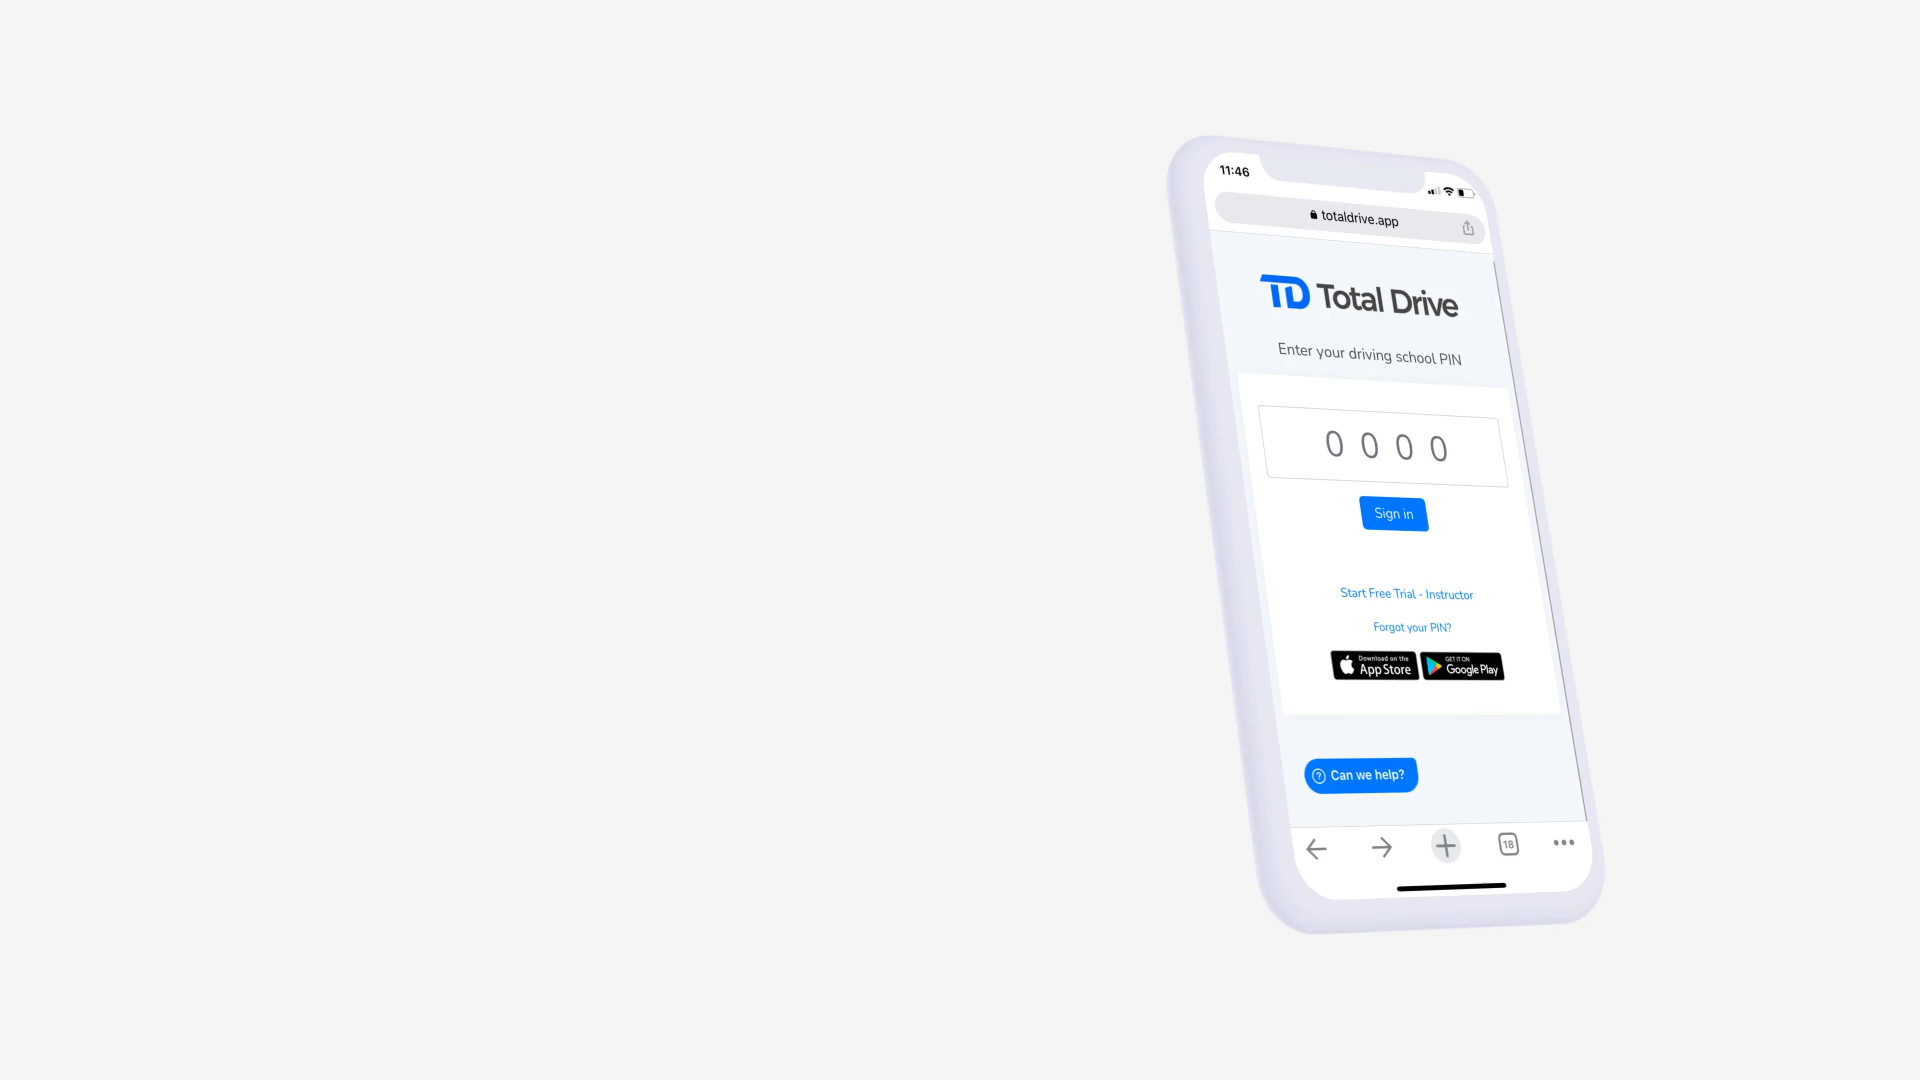 11:46
totaldrive.app
TD Total Drive
Enter your driving school PIN
0 0 0 0
Sign in
Start Free Trial - Instructor
Forgot your PIN?
Download on the
App Store
GET IT ON
Google Play
? Can we help?
18